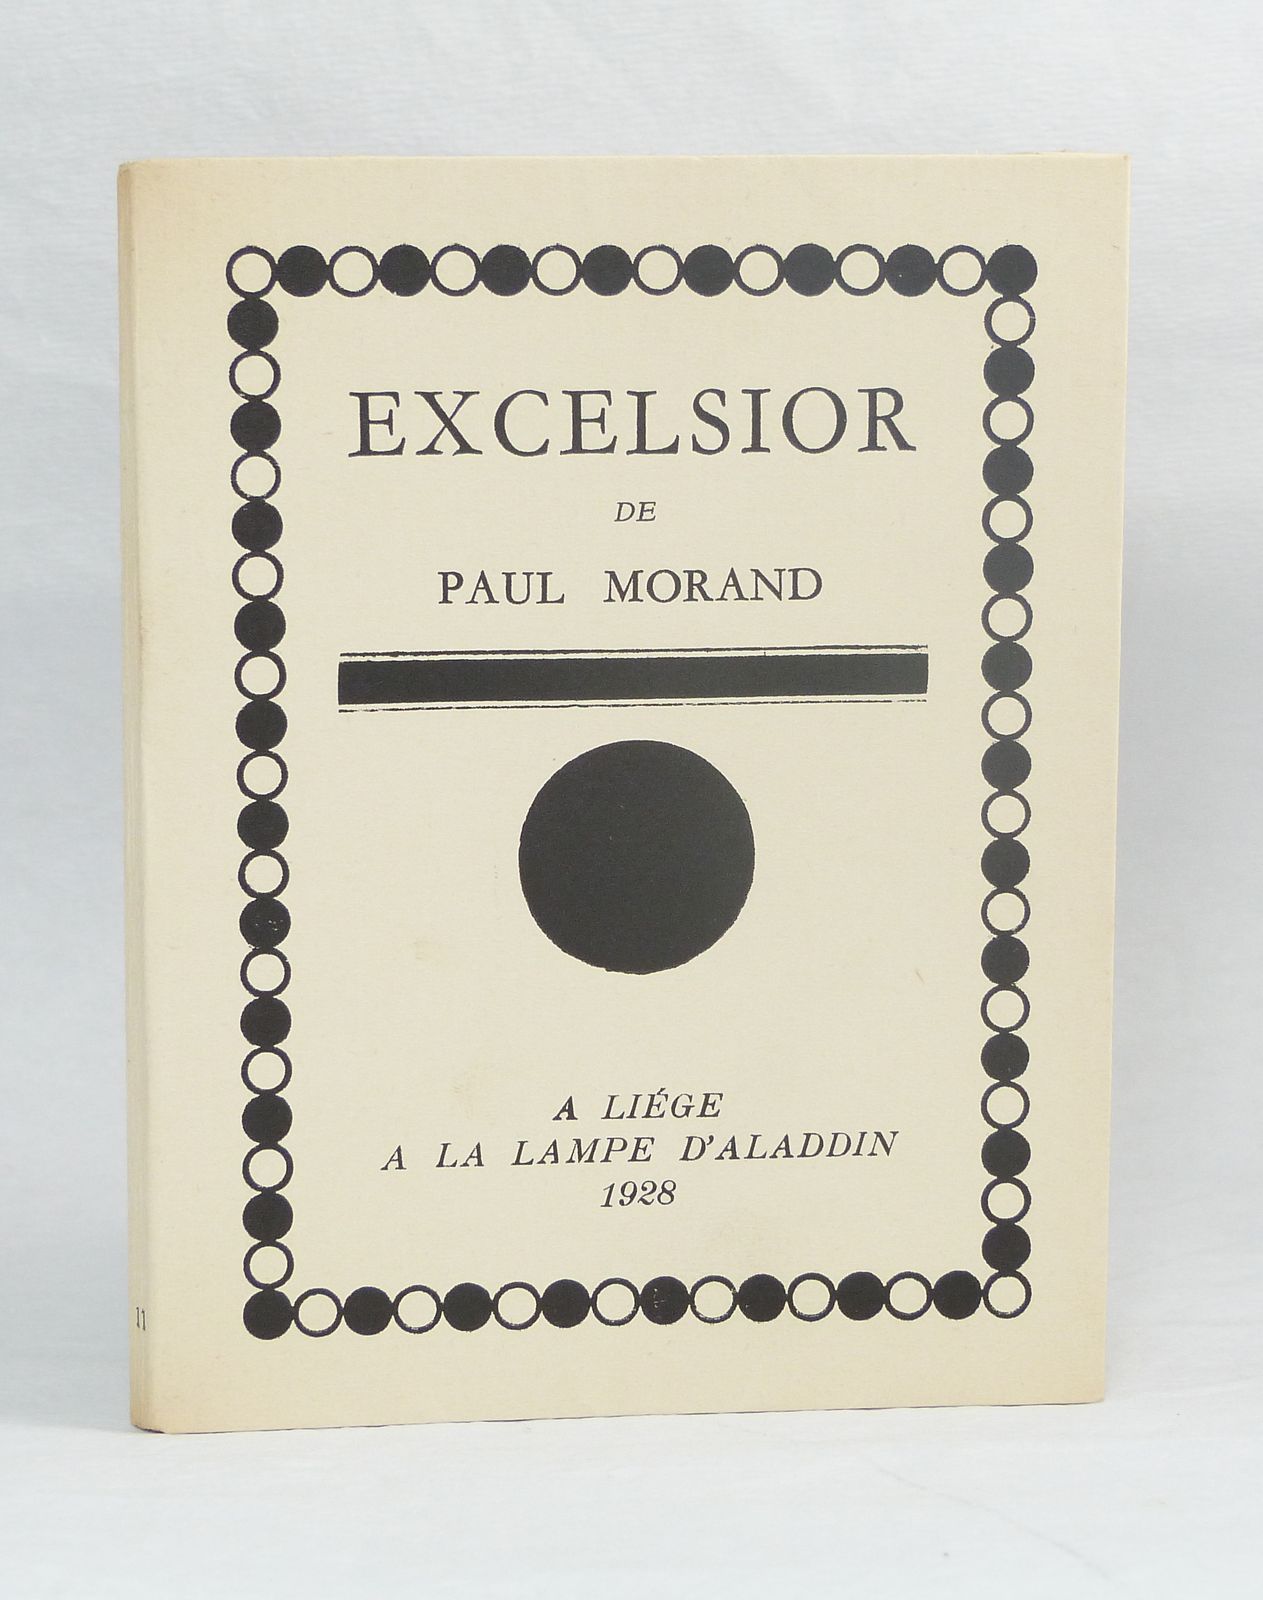 EXCELSIOR
DE
PAUL MORAND
A LIÉGE
A LA LAMPE D'ALADDIN
1928
11